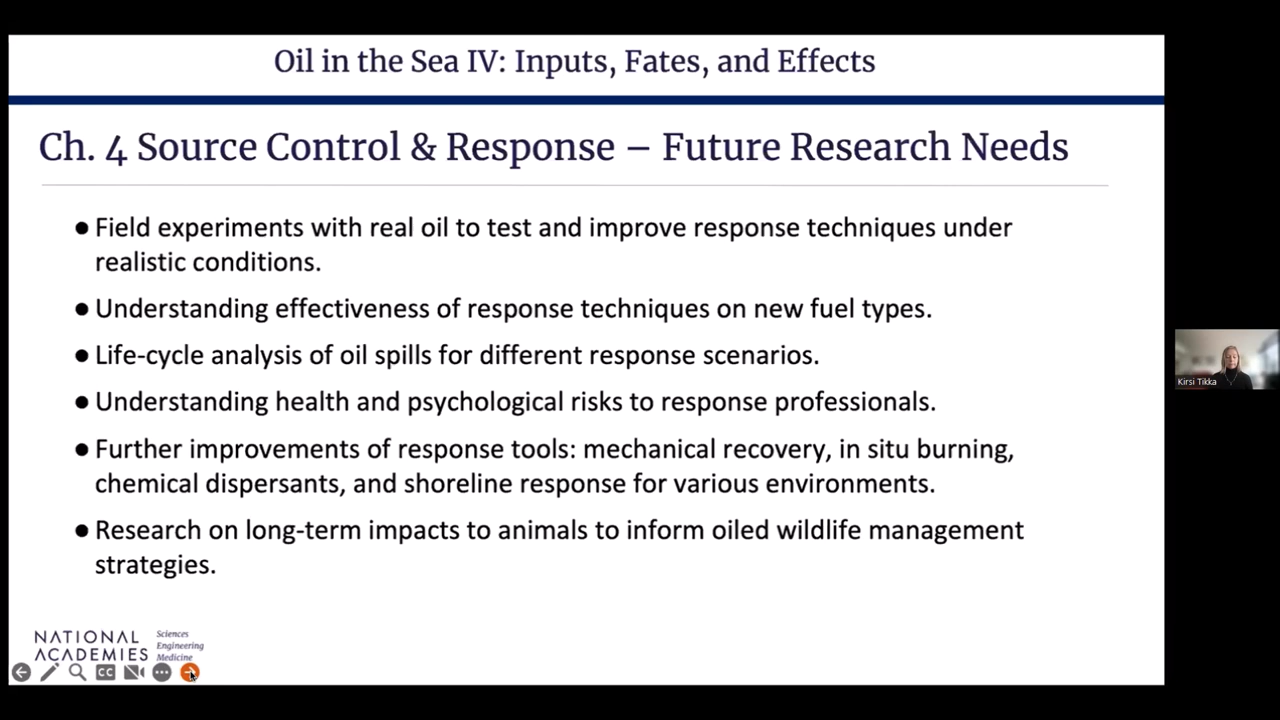 Oil in the Sea IV: Inputs, Fates, and Effects
Ch. 4 Source Control & Response – Future Research Needs
● Field experiments with real oil to test and improve response techniques under
realistic conditions.
● Understanding effectiveness of response techniques on new fuel types.
● Life-cycle analysis of oil spills for different response scenarios.
● Understanding health and psychological risks to response professionals.
● Further improvements of response tools: mechanical recovery, in situ burning,
chemical dispersants, and shoreline response for various environments.
● Research on long-term impacts to animals to inform oiled wildlife management
strategies.
NATIONAL
ACADEMIES
Sciences
Engineering
Medicine
CC
Kirsi Tikka